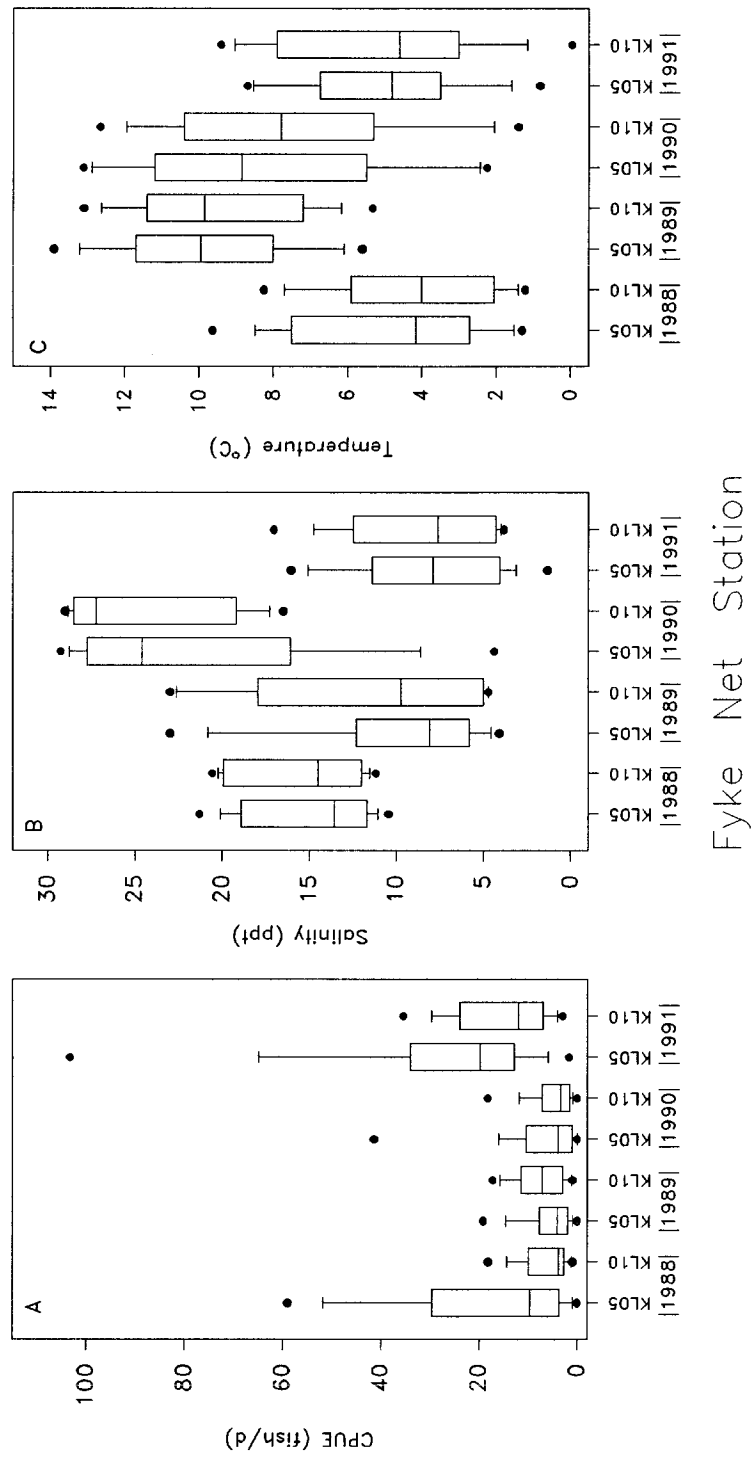 A
CPUE (fish/d)
100
80
60
40
20
0
KL05 KL10 KL05 KL10 KL05 KL10 KL05 KL10
|1988| |1989| |1990| |1991|
B
Salinity (ppt)
30
25
20
15
10
5
0
KL05 KL10 KL05 KL10 KL05 KL10 KL05 KL10
|1988| |1989| |1990| |1991|
C
Temperature (°C)
14
12
10
8
6
4
2
0
KL05 KL10 KL05 KL10 KL05 KL10 KL05 KL10
|1988| |1989| |1990| |1991|
Fyke Net Station